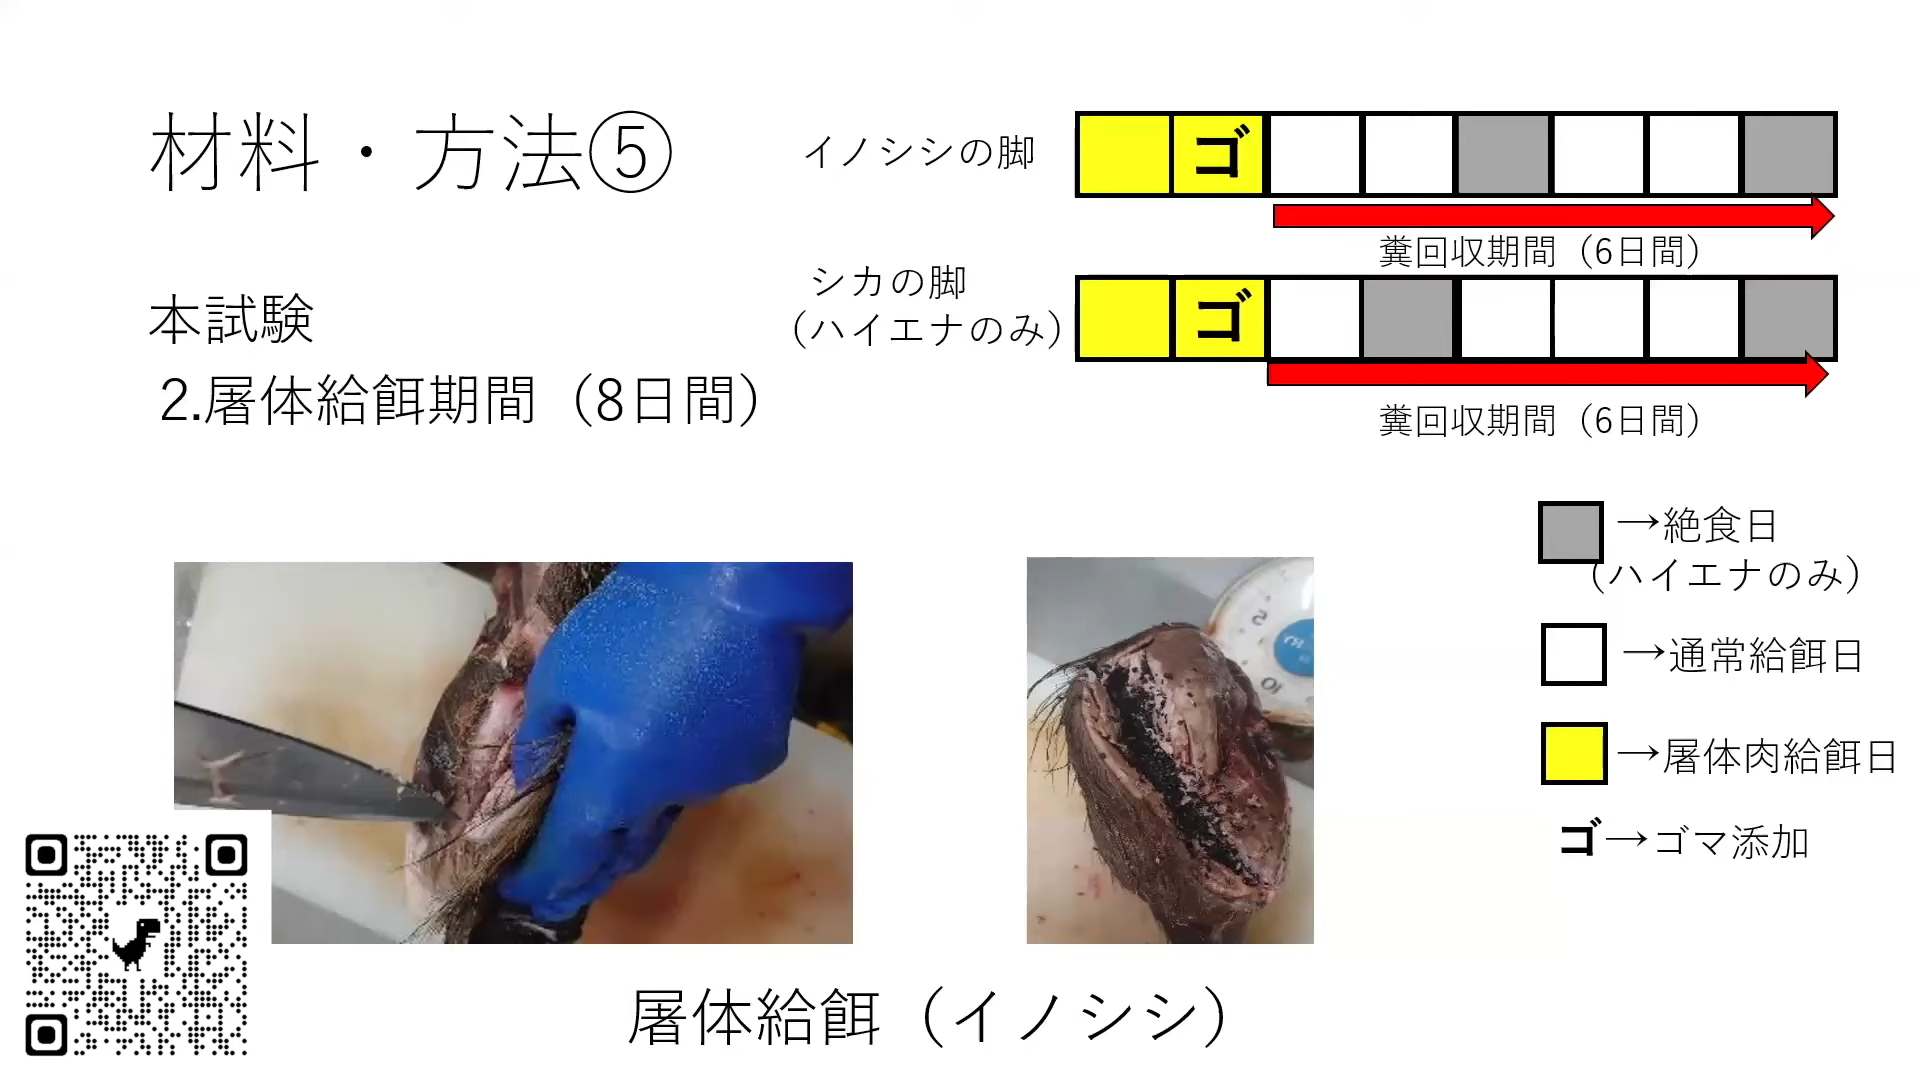 材料・方法⑤
本試験
2.屠体給餌期間（8日間）
イノシシの脚
ゴ
糞回収期間（6日間）
シカの脚
（ハイエナのみ）
ゴ
糞回収期間（6日間）
→絶食日
（ハイエナのみ）
→通常給餌日
→屠体肉給餌日
ゴ→ゴマ添加
5
10
屠体給餌（イノシシ）